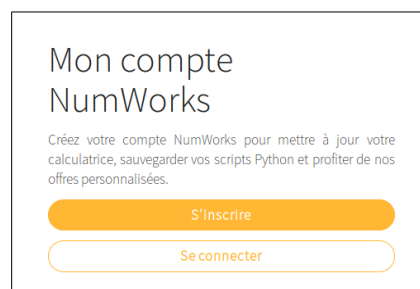 Mon compte
NumWorks
Créez votre compte NumWorks pour mettre à jour votre
calculatrice, sauvegarder vos scripts Python et profiter de nos
offres personnalisées.
S'inscrire
Se connecter